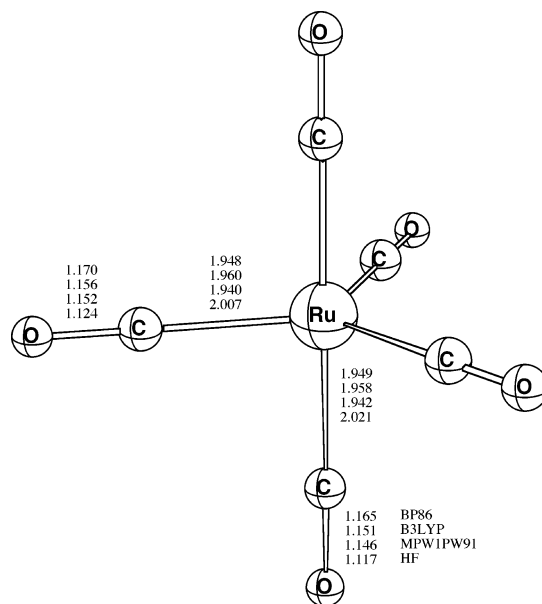 O
C
O
C
1.170
1.156
1.152
1.124
1.948
1.960
1.940
2.007
Ru
O
C
C
O
1.949
1.958
1.942
2.021
C
1.165 BP86
1.151 B3LYP
1.146 MPW1PW91
1.117 HF
O